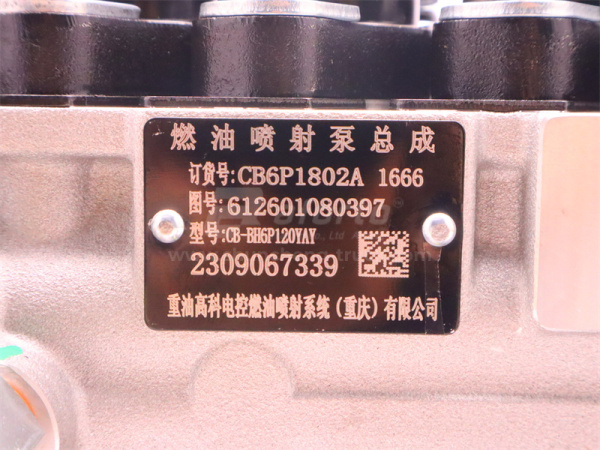 燃油喷射泵总成
订货号:CB6P1802A 1666
图号:612601080397
型号:CB-BH6P120YAY
2309067339
重油高科电控燃油喷射系统(重庆)有限公司